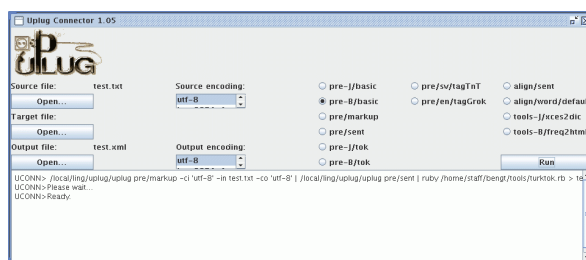 Uplug Connector 1.05
UPLUG
Source file: test.txt Source encoding: pre-J/basic pre/sv/tagTnT align/sent
Open... utf-8 pre-B/basic pre/en/tagGrok align/word/defaul
Target file: pre/markup tools-J/xces2dic
Open... pre/sent tools-B/freq2html
Output file: test.xml Output encoding: pre-J/tok
Open... utf-8 pre-B/tok Run
UCONN> /local/ling/uplug/uplug pre/markup -ci 'utf-8' -in test.txt -co 'utf-8' | /local/ling/uplug/uplug pre/sent | ruby /home/staff/bengt/tools/turktok.rb > te
UCONN>Please wait...
UCONN>Ready.